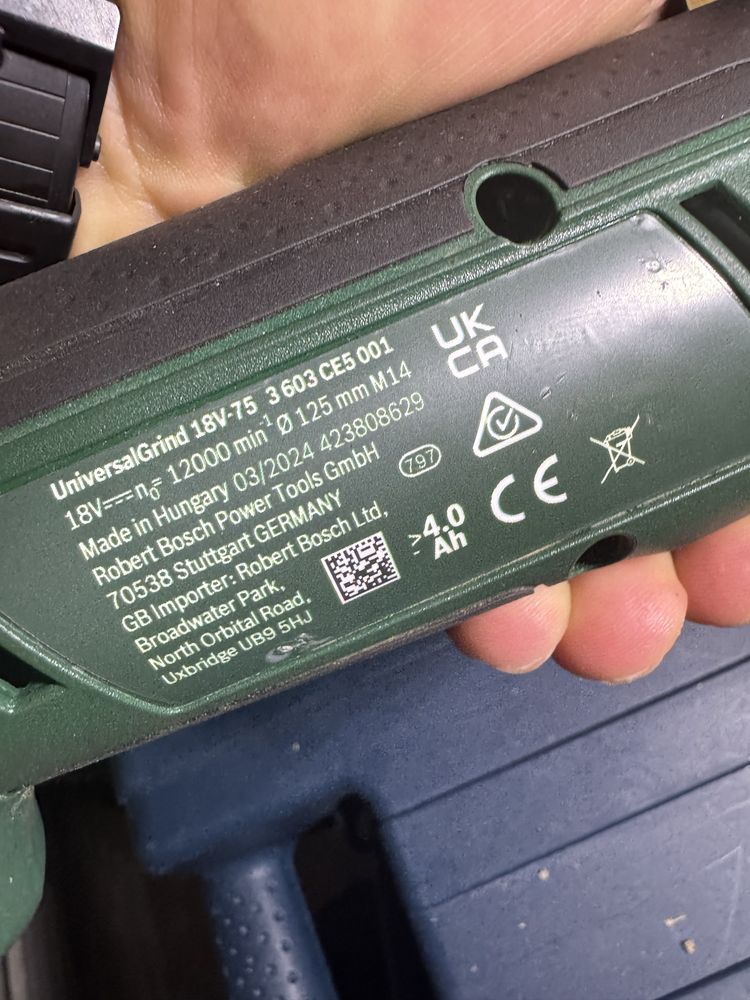 UniversalGrind 18V-75 3 603 CE5 001
18V⎓ n₀= 12000 min⁻¹ Ø 125 mm M14
Made in Hungary 03/2024 423808629
Robert Bosch Power Tools GmbH
70538 Stuttgart GERMANY
GB Importer: Robert Bosch Ltd,
Broadwater Park,
North Orbital Road.
Uxbridge UB9 5HJ
797
≥4.0
Ah
UK
CA
CE